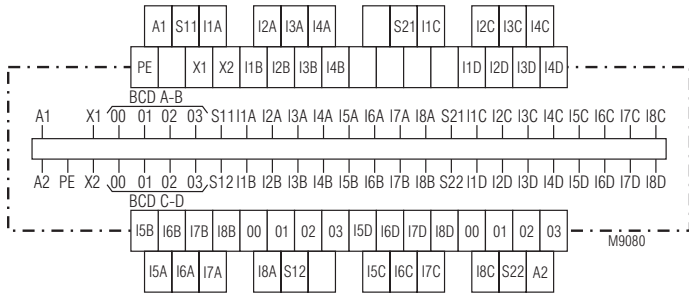 A1 S11 I1A I2A I3A I4A S21 I1C I2C I3C I4C
PE X1 X2 I1B I2B I3B I4B I1D I2D I3D I4D
BCD A-B
A1 X1 00 01 02 03 S11 I1A I2A I3A I4A I5A I6A I7A I8A S21 I1C I2C I3C I4C I5C I6C I7C I8C
A2 PE X2 00 01 02 03 S12 I1B I2B I3B I4B I5B I6B I7B I8B S22 I1D I2D I3D I4D I5D I6D I7D I8D
BCD C-D
I5B I6B I7B I8B 00 01 02 03 I5D I6D I7D I8D 00 01 02 03
M9080
I5A I6A I7A I8A S12 I5C I6C I7C I8C S22 A2